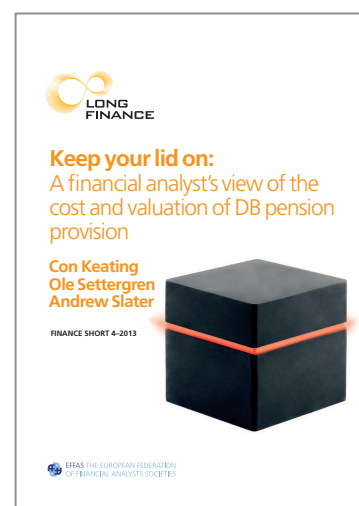 LONG
FINANCE
Keep your lid on:
A financial analyst's view of the
cost and valuation of DB pension
provision
Con Keating
Ole Settergren
Andrew Slater
FINANCE SHORT 4–2013
EFFAS THE EUROPEAN FEDERATION
OF FINANCIAL ANALYSTS SOCIETIES